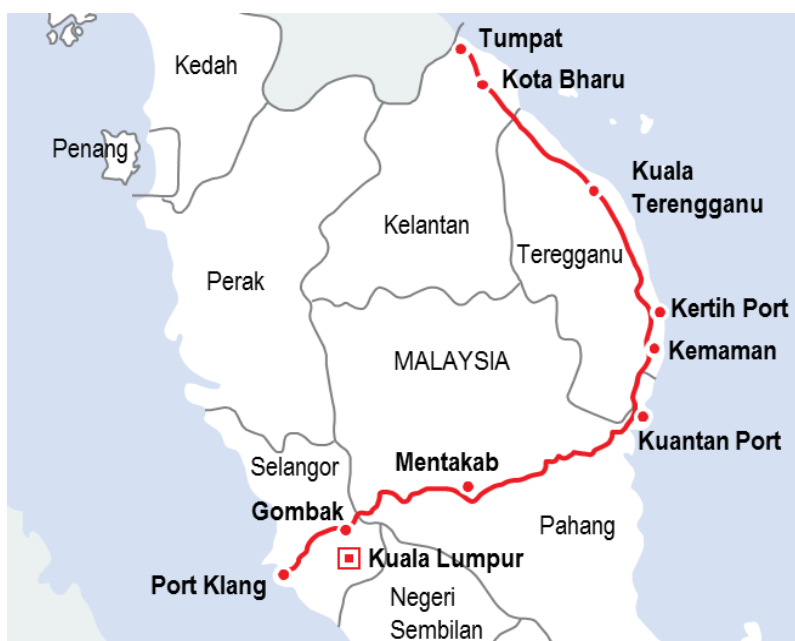 Tumpat
Kedah
Kota Bharu
Penang
Kuala
Terengganu
Kelantan
Teregganu
Perak
Kertih Port
Kemaman
MALAYSIA
Kuantan Port
Mentakab
Selangor
Gombak
Pahang
Kuala Lumpur
Port Klang
Negeri
Sembilan